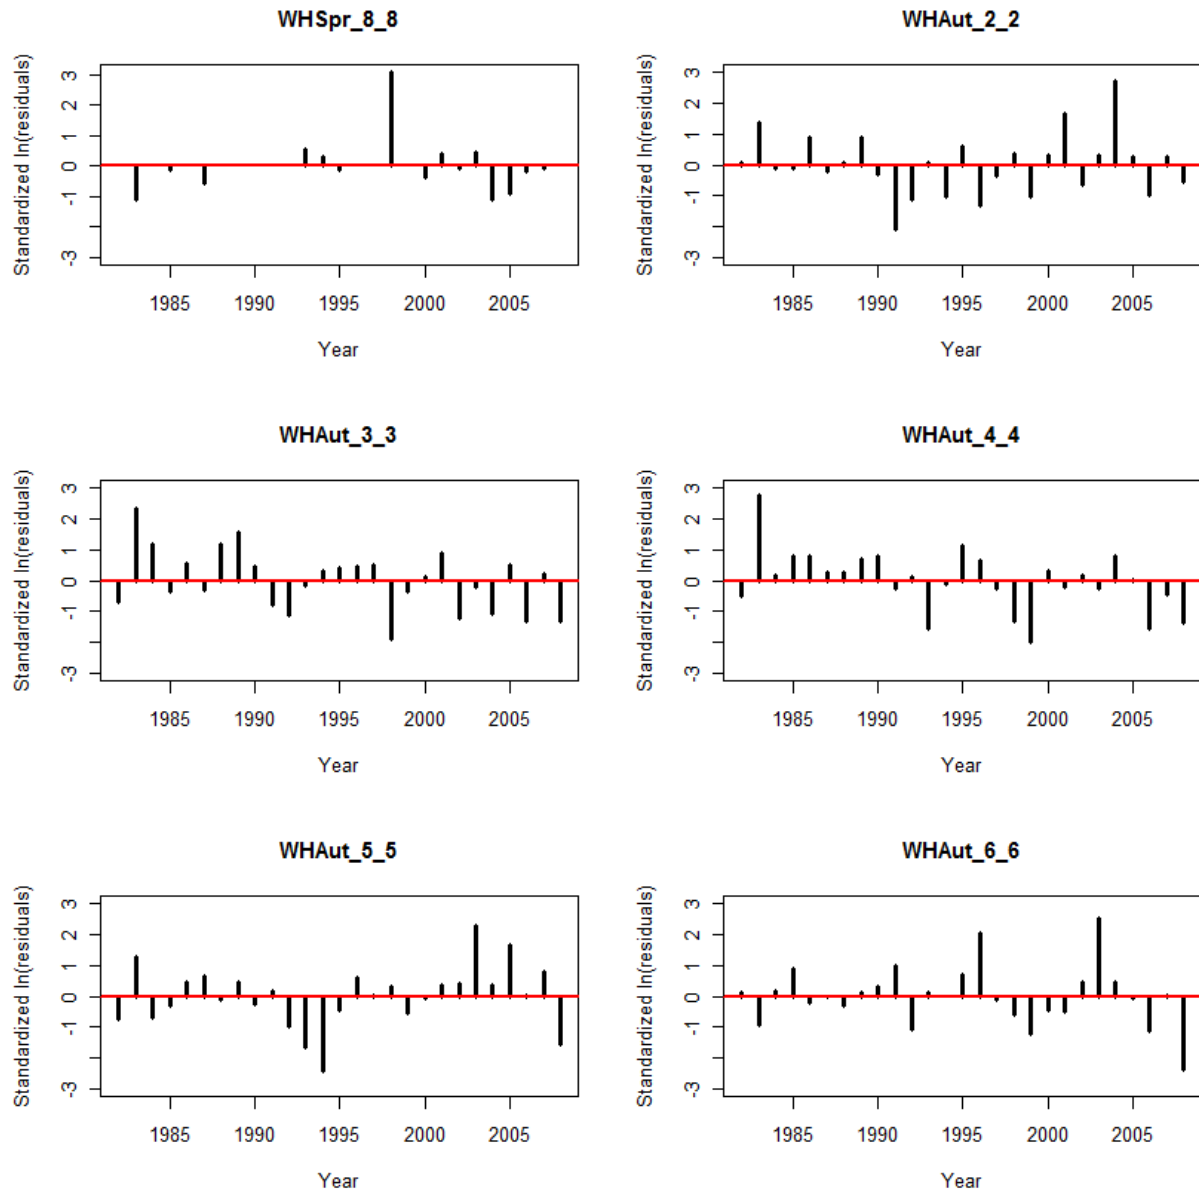 WHSpr_8_8
Standardized ln(residuals)
3
2
1
0
-1
-3
1985 1990 1995 2000 2005
Year
WHAut_2_2
Standardized ln(residuals)
3
2
1
0
-1
-3
1985 1990 1995 2000 2005
Year
WHAut_3_3
Standardized ln(residuals)
3
2
1
0
-1
-3
1985 1990 1995 2000 2005
Year
WHAut_4_4
Standardized ln(residuals)
3
2
1
0
-1
-3
1985 1990 1995 2000 2005
Year
WHAut_5_5
Standardized ln(residuals)
3
2
1
0
-1
-3
1985 1990 1995 2000 2005
Year
WHAut_6_6
Standardized ln(residuals)
3
2
1
0
-1
-3
1985 1990 1995 2000 2005
Year